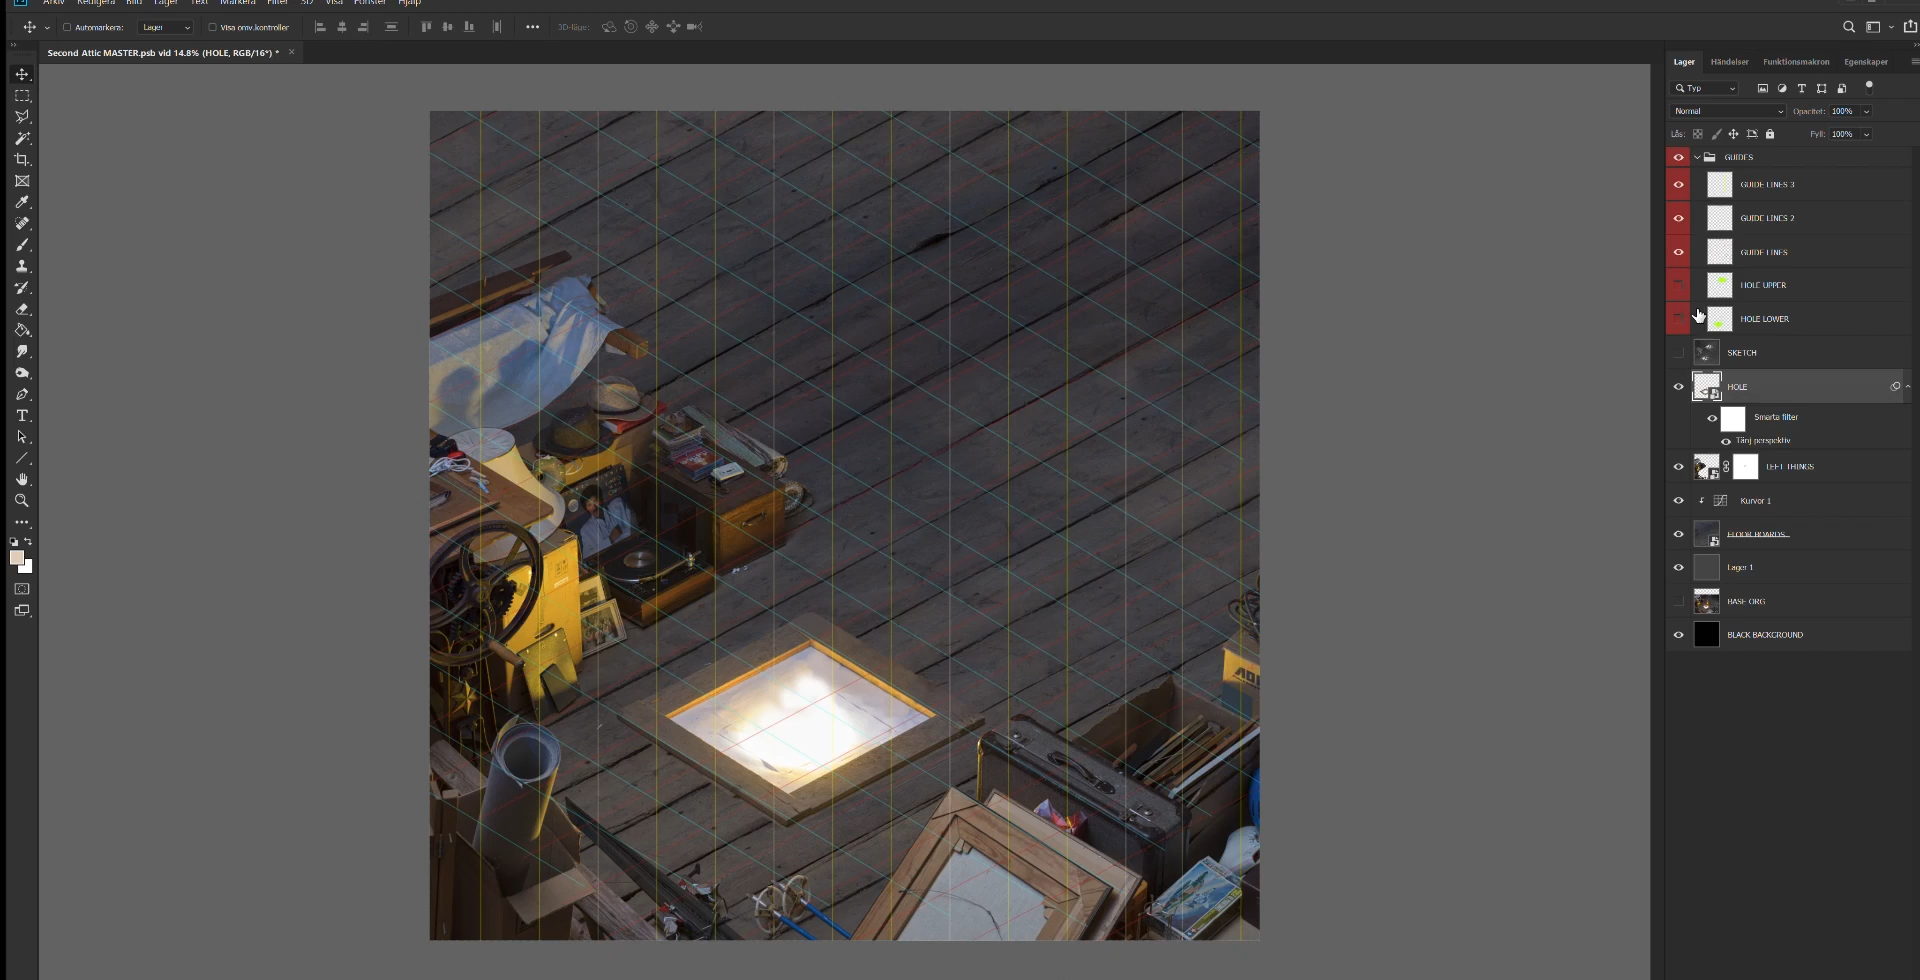 Arkiv Redigera Bild Lager Text Markera Filter 3D Visa Fönster Hjälp
Automarkera: Lager Visa omv.kontroller 3D-läge:
Second Attic MASTER.psb vid 14.8% (HOLE, RGB/16*) *
Lager Händelser Funktionsmakron Egenskaper
Typ
Normal Opacitet: 100%
Lås: Fyll: 100%
GUIDES
GUIDE LINES 3
GUIDE LINES 2
GUIDE LINES
HOLE UPPER
HOLE LOWER
SKETCH
HOLE
Smarta filter
Tänj perspektiv
LEFT THINGS
Kurvor 1
FLOOR BOARDS
Lager 1
BASE ORG
BLACK BACKGROUND